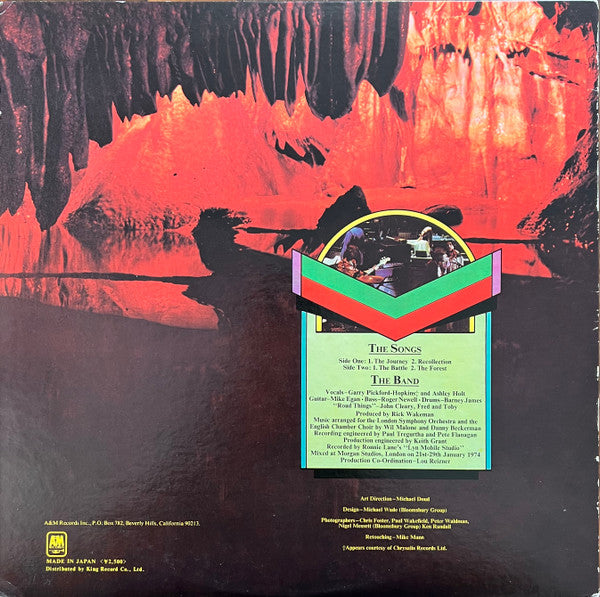 THE SONGS
Side One: 1. The Journey 2. Recollection
Side Two: 1. The Battle 2. The Forest
THE BAND
Vocals–Garry Pickford-Hopkins† and Ashley Holt
Guitar–Mike Egan · Bass–Roger Newell · Drums–Barney James
"Road Things"–John Cleary, Fred and Toby
Produced by Rick Wakeman
Music arranged for the London Symphony Orchestra and the
English Chamber Choir by Wil Malone and Danny Beckerman
Recording engineered by Paul Tregurtha and Pete Flanagan
Production engineered by Keith Grant
Recorded by Ronnie Lane's "Lyn Mobile Studio"
Mixed at Morgan Studios, London on 21st-29th January 1974
Production Co-Ordination–Lou Reizner
Art Direction–Michael Doud
Design–Michael Wade (Bloomsbury Group)
Photographers–Chris Foster, Paul Wakefield, Peter Waldman,
Nigel Messett (Bloomsbury Group) Ken Randall
Retouching–Mike Mann
†Appears courtesy of Chrysalis Records Ltd.
A&M Records Inc., P.O. Box 782, Beverly Hills, California 90213.
A&M
MADE IN JAPAN <¥2,500>
Distributed by King Record Co., Ltd.